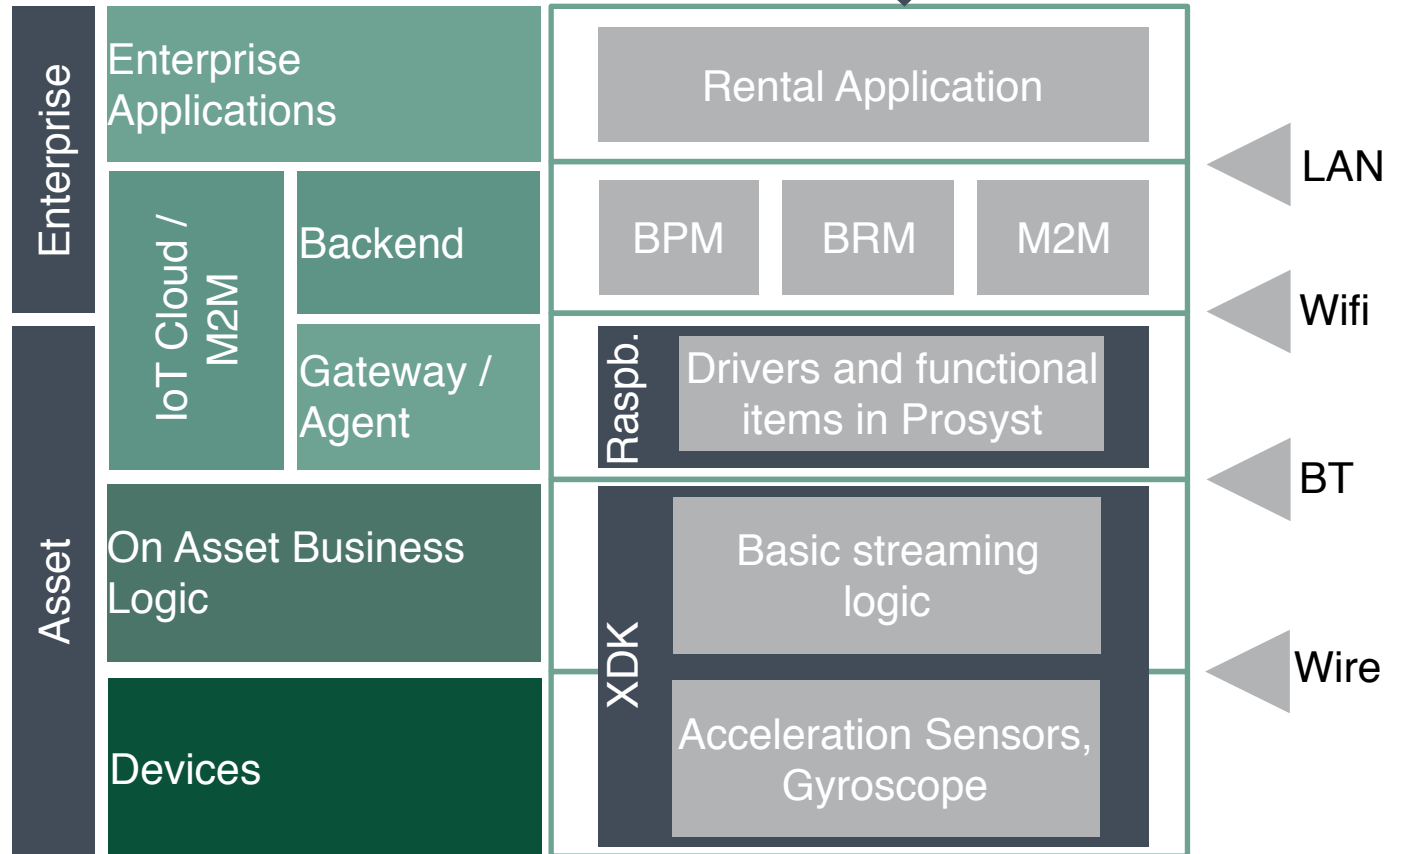 Enterprise
Enterprise
Applications
Rental Application
LAN
IoT Cloud /
M2M
Backend
BPM
BRM
M2M
Wifi
Asset
Gateway /
Agent
Raspb.
Drivers and functional
items in Prosyst
BT
On Asset Business
Logic
XDK
Basic streaming
logic
Wire
Devices
Acceleration Sensors,
Gyroscope